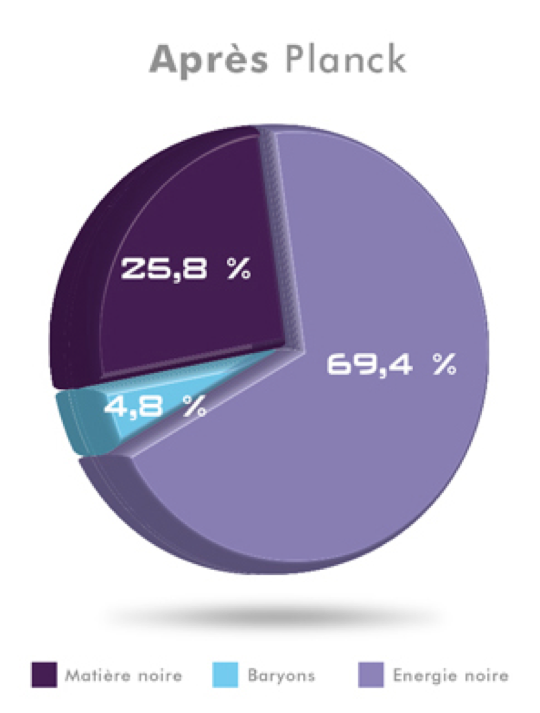 Après Planck
25,8 %
69,4 %
4,8 %
Matière noire Baryons Energie noire